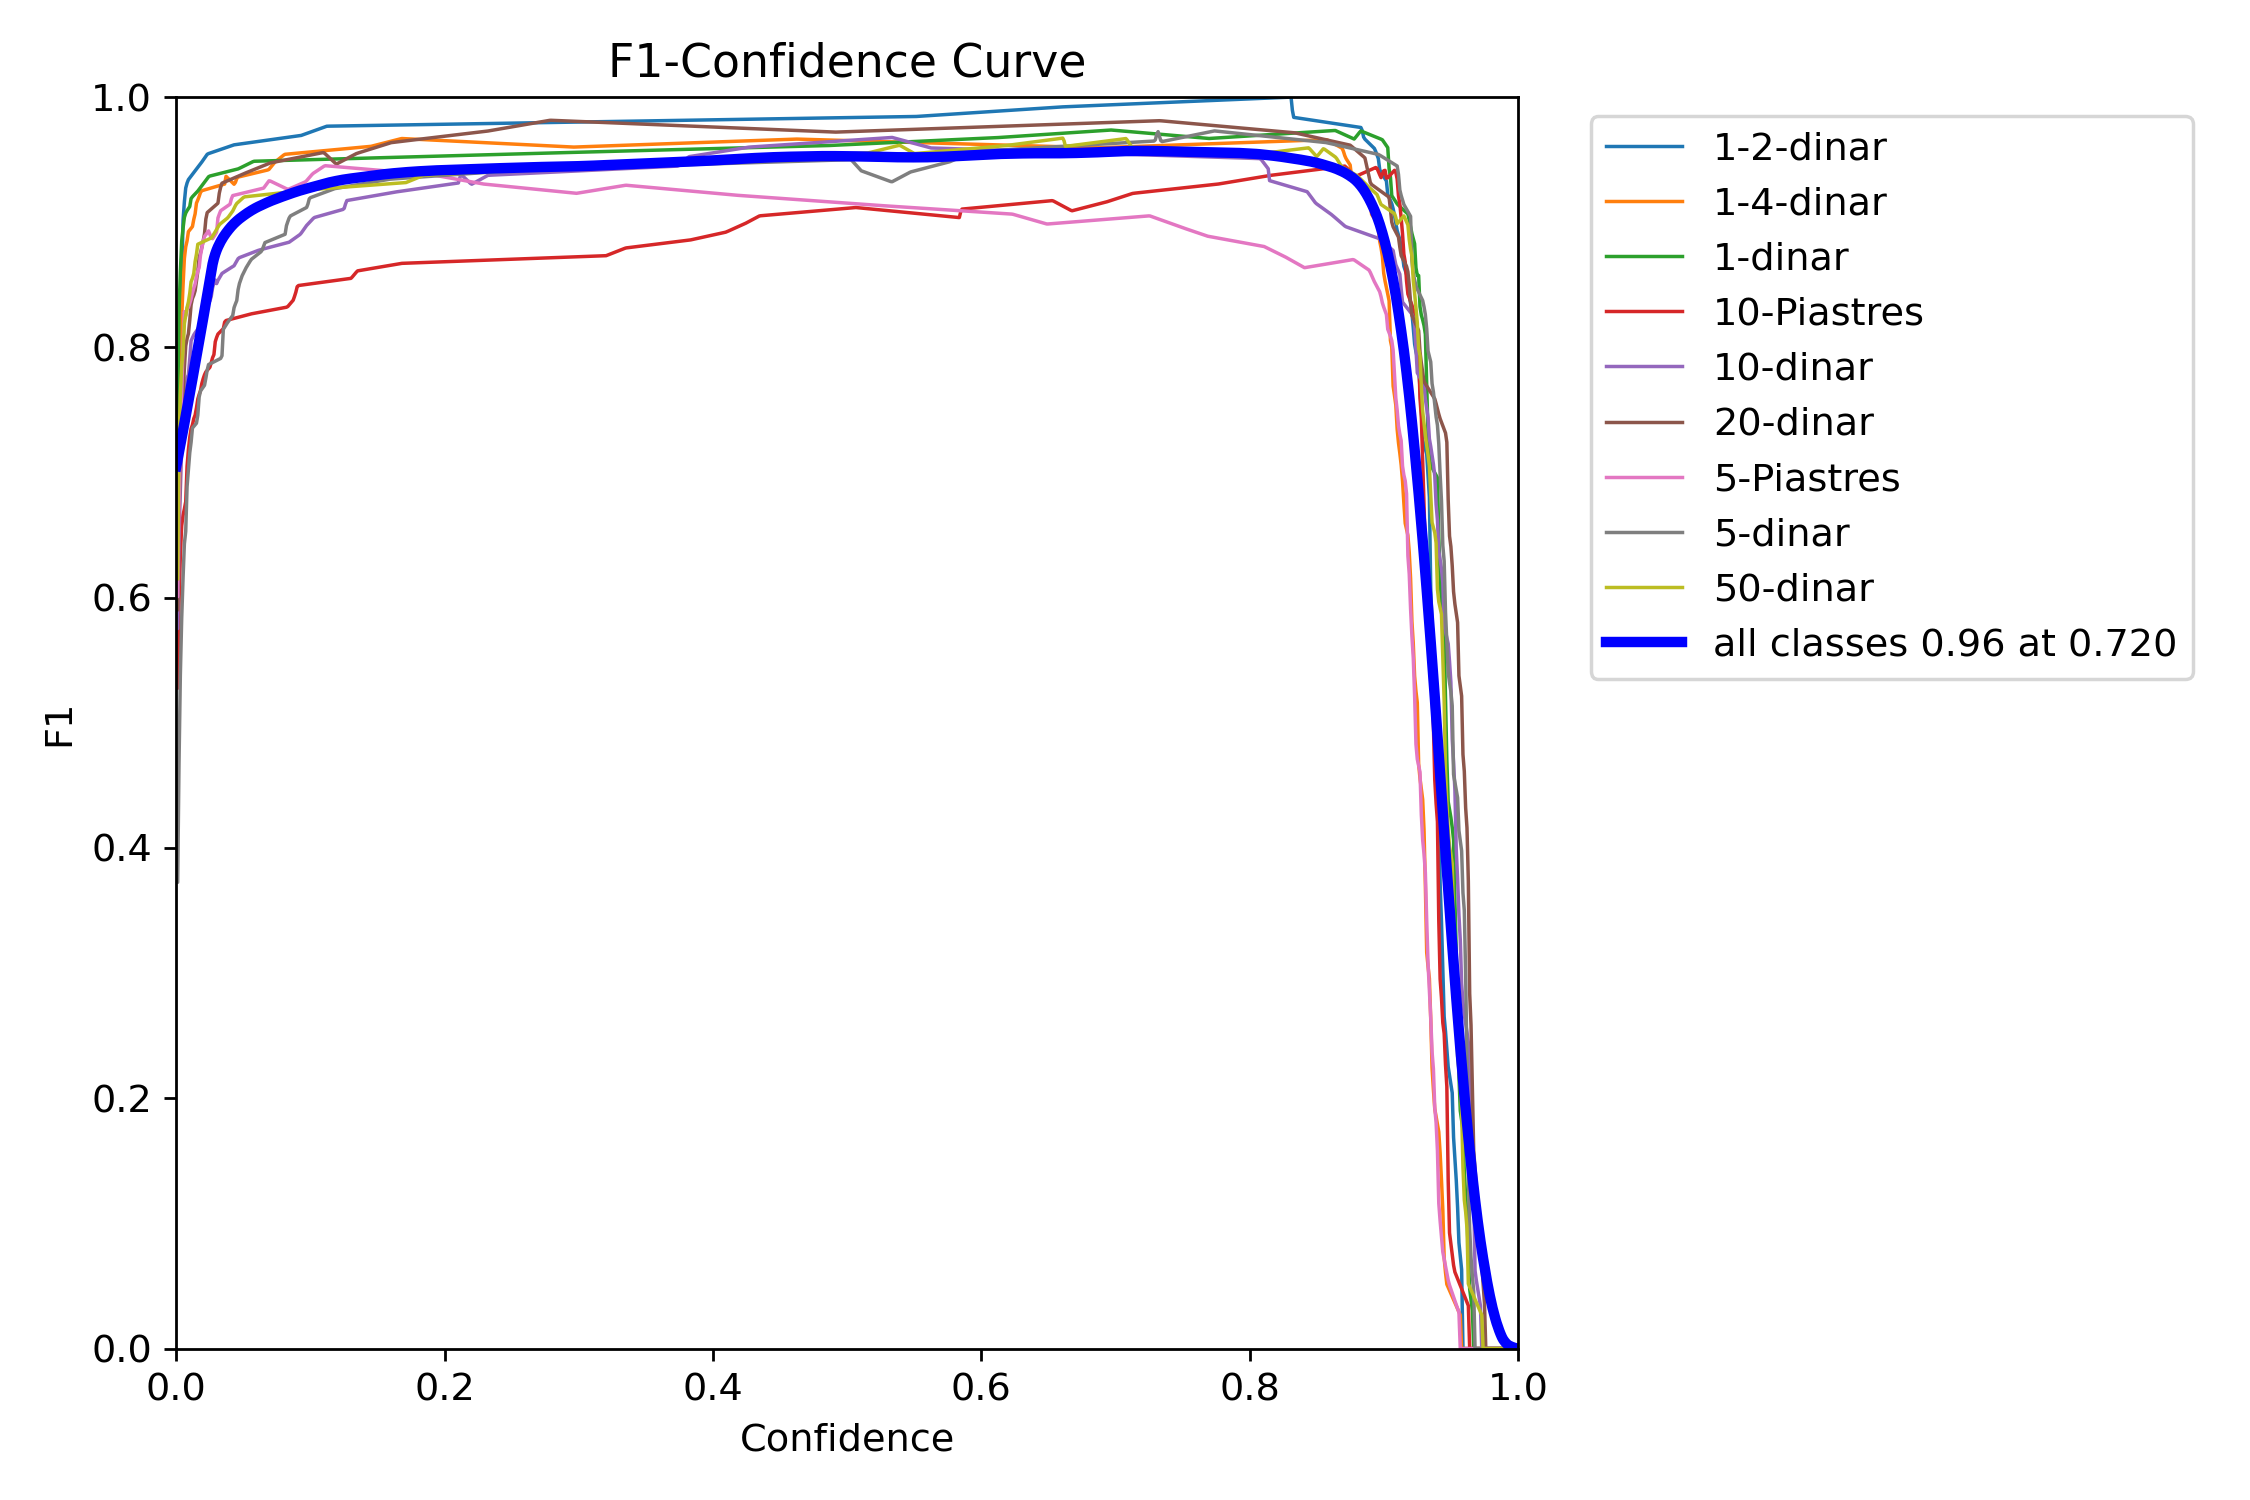 F1-Confidence Curve
1.0
0.8
0.6
0.4
0.2
0.0
F1
0.0 0.2 0.4 0.6 0.8 1.0
Confidence
1-2-dinar
1-4-dinar
1-dinar
10-Piastres
10-dinar
20-dinar
5-Piastres
5-dinar
50-dinar
all classes 0.96 at 0.720